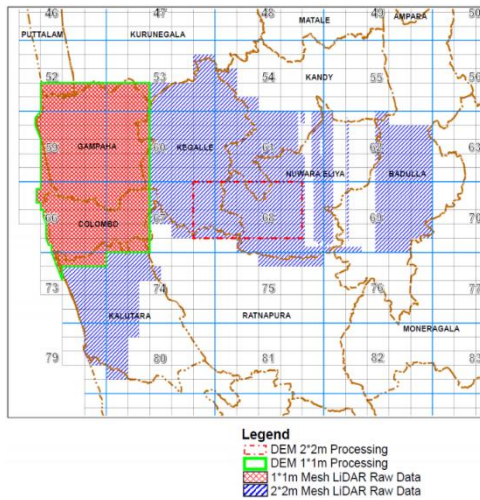 46 47 48 49 50
MATALE AMPARA
PUTTALAM KURUNEGALA
52 53 54 55 56
KANDY
59 60 61 62
GAMPAHA KEGALLE
NUWARA ELIYA BADULLA
66 67 68 69 70
COLOMBO
73 74 75 76 77
KALUTARA RATNAPURA
MONERAGALA
79 80 81 82 83
Legend
DEM 2*2m Processing
DEM 1*1m Processing
1*1m Mesh LiDAR Raw Data
2*2m Mesh LiDAR Raw Data